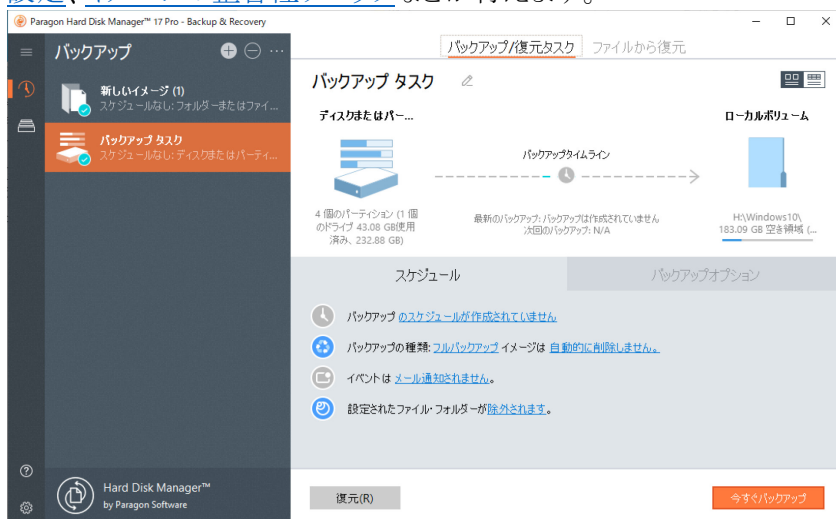 Paragon Hard Disk Manager™ 17 Pro - Backup & Recovery
バックアップ
バックアップ/復元タスク ファイルから復元
新しいイメージ (1)
スケジュールなし: フォルダーまたはファイ...
バックアップ タスク
スケジュールなし: ディスクまたはパーティ...
バックアップ タスク
ディスクまたはパー...
ローカルボリューム
バックアップタイムライン
4 個のパーティション (1 個
のドライブ 43.08 GB使用
済み、232.88 GB)
最新のバックアップ: バックアップは作成されていません
次回のバックアップ: N/A
H:\Windows10\
183.09 GB 空き領域 (...
スケジュール
バックアップオプション
バックアップ のスケジュールが作成されていません
バックアップの種類: フルバックアップ イメージは 自動的に削除しません。
イベントは メール通知されません。
設定されたファイル・フォルダーが除外されます。
Hard Disk Manager™
by Paragon Software
復元(R)
今すぐバックアップ